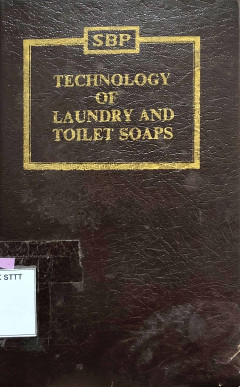 SBP
TECHNOLOGY
OF
LAUNDRY AND
TOILET SOAPS
STTT